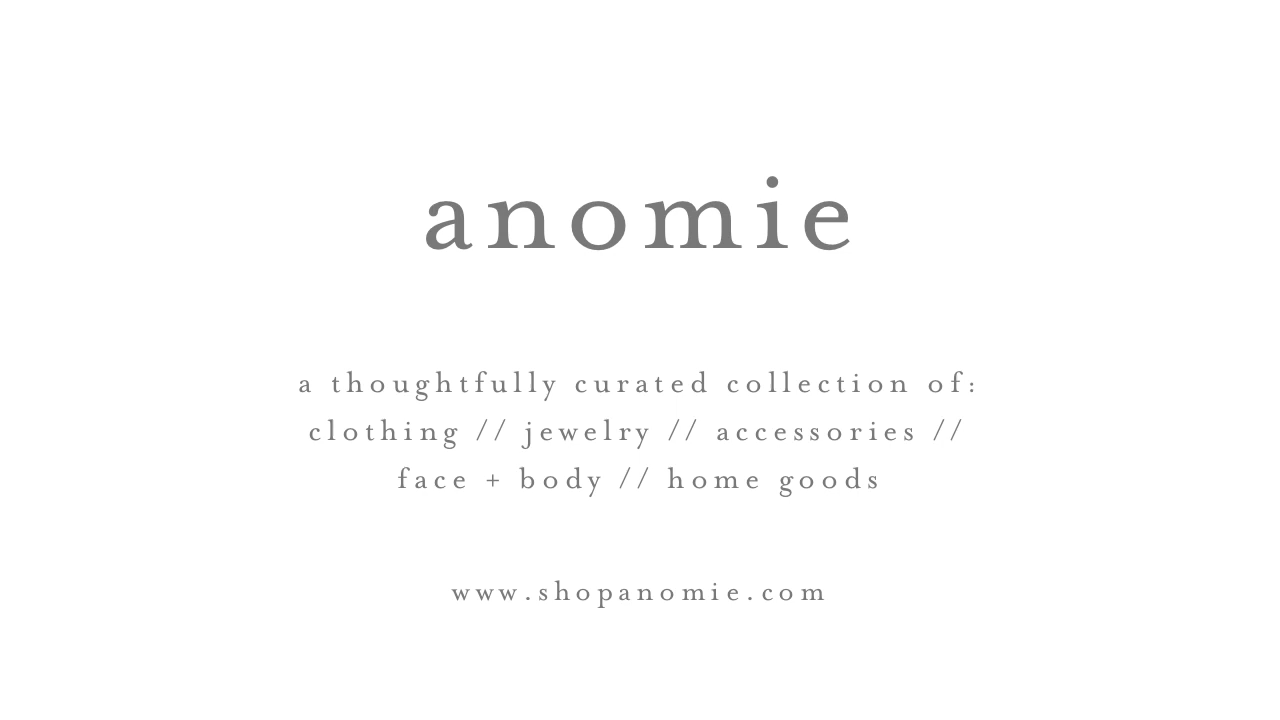 anomie
a thoughtfully curated collection of:
clothing // jewelry // accessories //
face + body // home goods
www.shopanomie.com